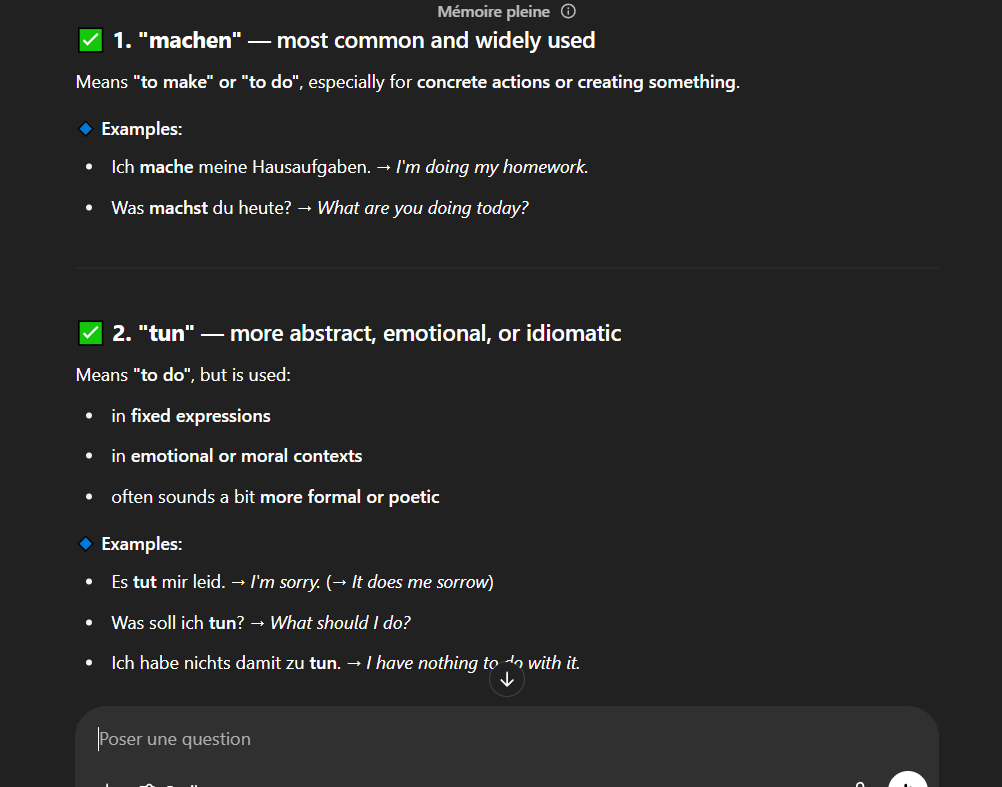 Mémoire pleine
✅ 1. "machen" — most common and widely used
Means "to make" or "to do", especially for concrete actions or creating something.
🔹 Examples:
• Ich mache meine Hausaufgaben. → I'm doing my homework.
• Was machst du heute? → What are you doing today?
✅ 2. "tun" — more abstract, emotional, or idiomatic
Means "to do", but is used:
• in fixed expressions
• in emotional or moral contexts
• often sounds a bit more formal or poetic
🔹 Examples:
• Es tut mir leid. → I'm sorry. (→ It does me sorrow)
• Was soll ich tun? → What should I do?
• Ich habe nichts damit zu tun. → I have nothing to do with it.
Poser une question